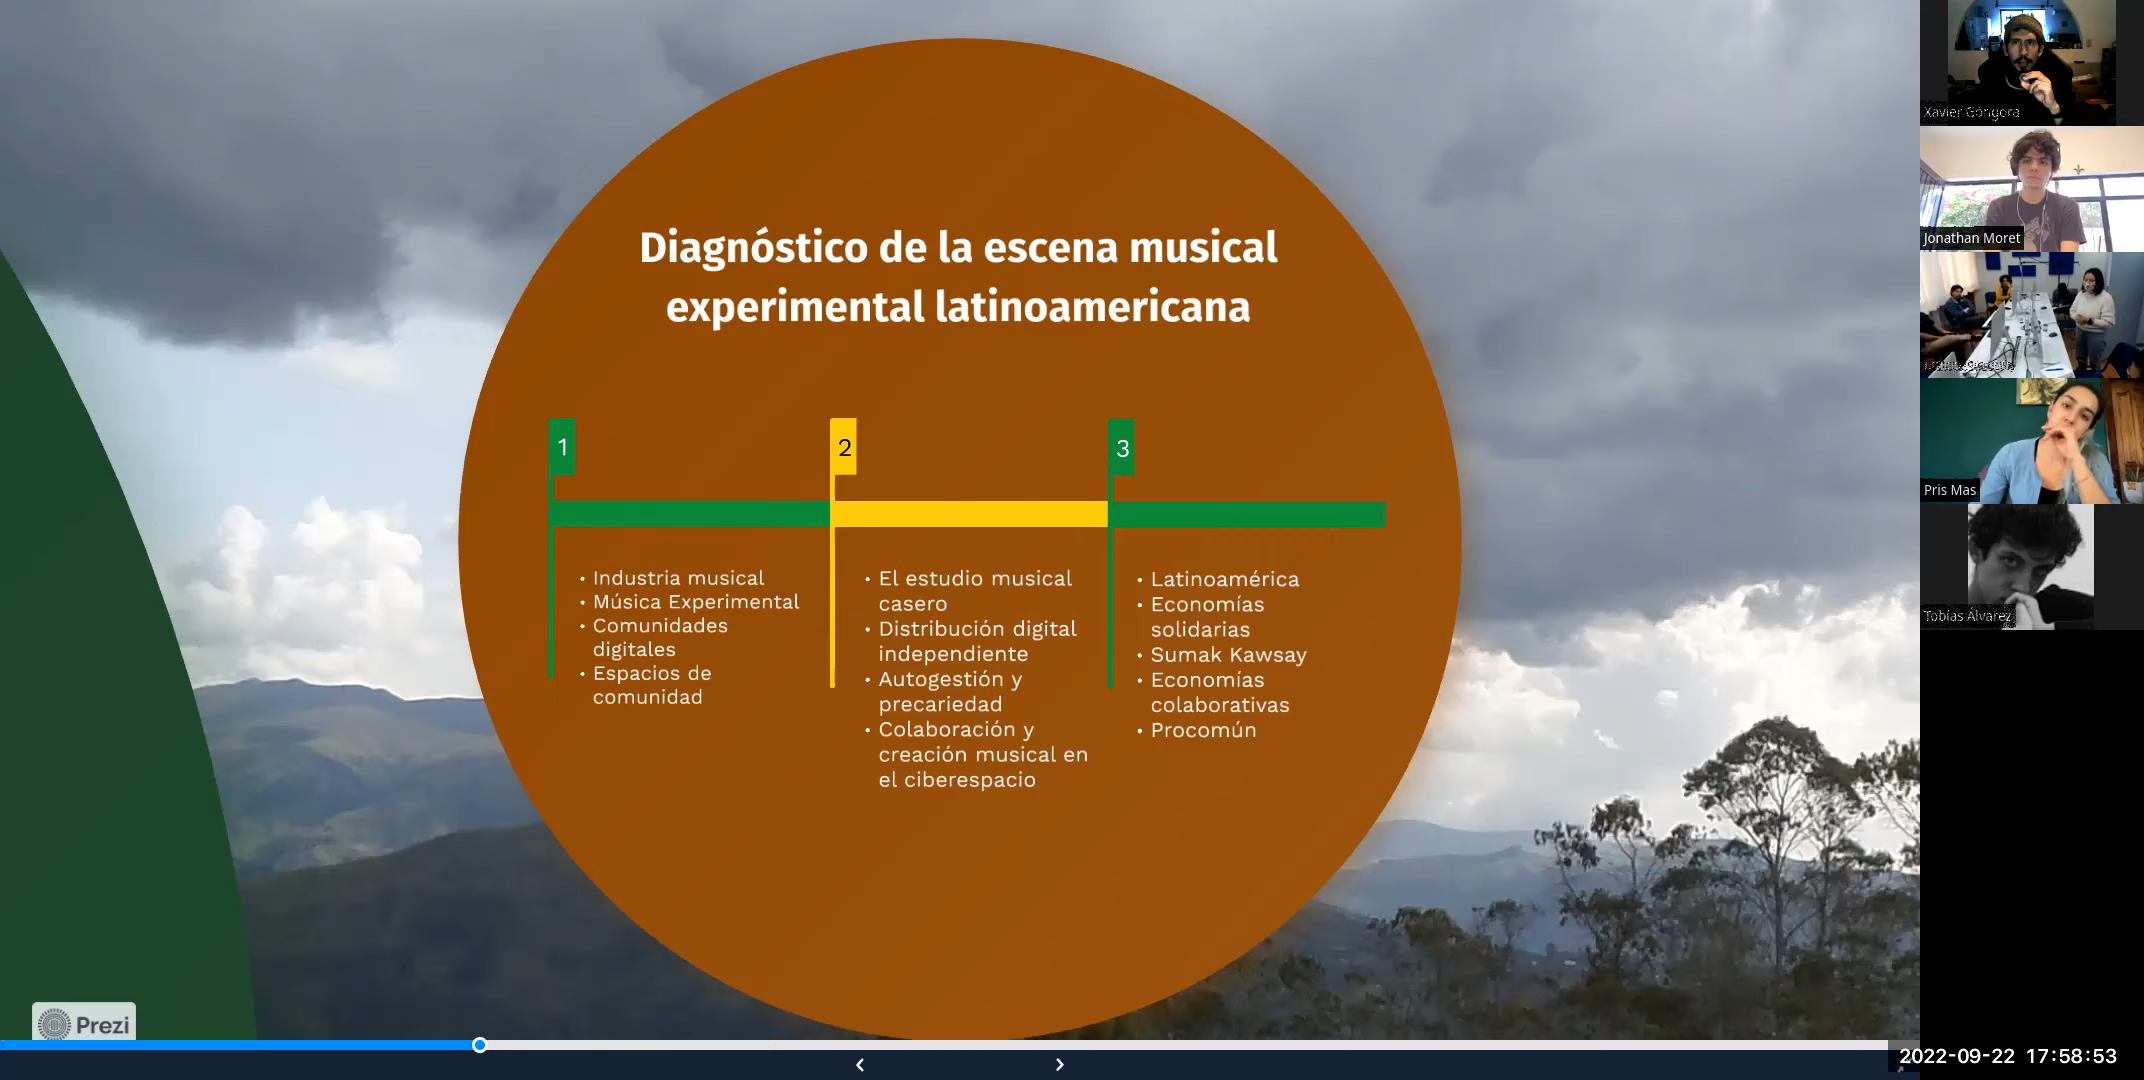 Diagnóstico de la escena musical
experimental latinoamericana
1
• Industria musical
• Música Experimental
• Comunidades
digitales
• Espacios de
comunidad
2
• El estudio musical
casero
• Distribución digital
independiente
• Autogestión y
precariedad
• Colaboración y
creación musical en
el ciberespacio
3
• Latinoamérica
• Economías
solidarias
• Sumak Kawsay
• Economías
colaborativas
• Procomún
Prezi
Xavier Góngora
Jonathan Moret
Pris Mas
Tobías Álvarez
2022-09-22 17:58:53